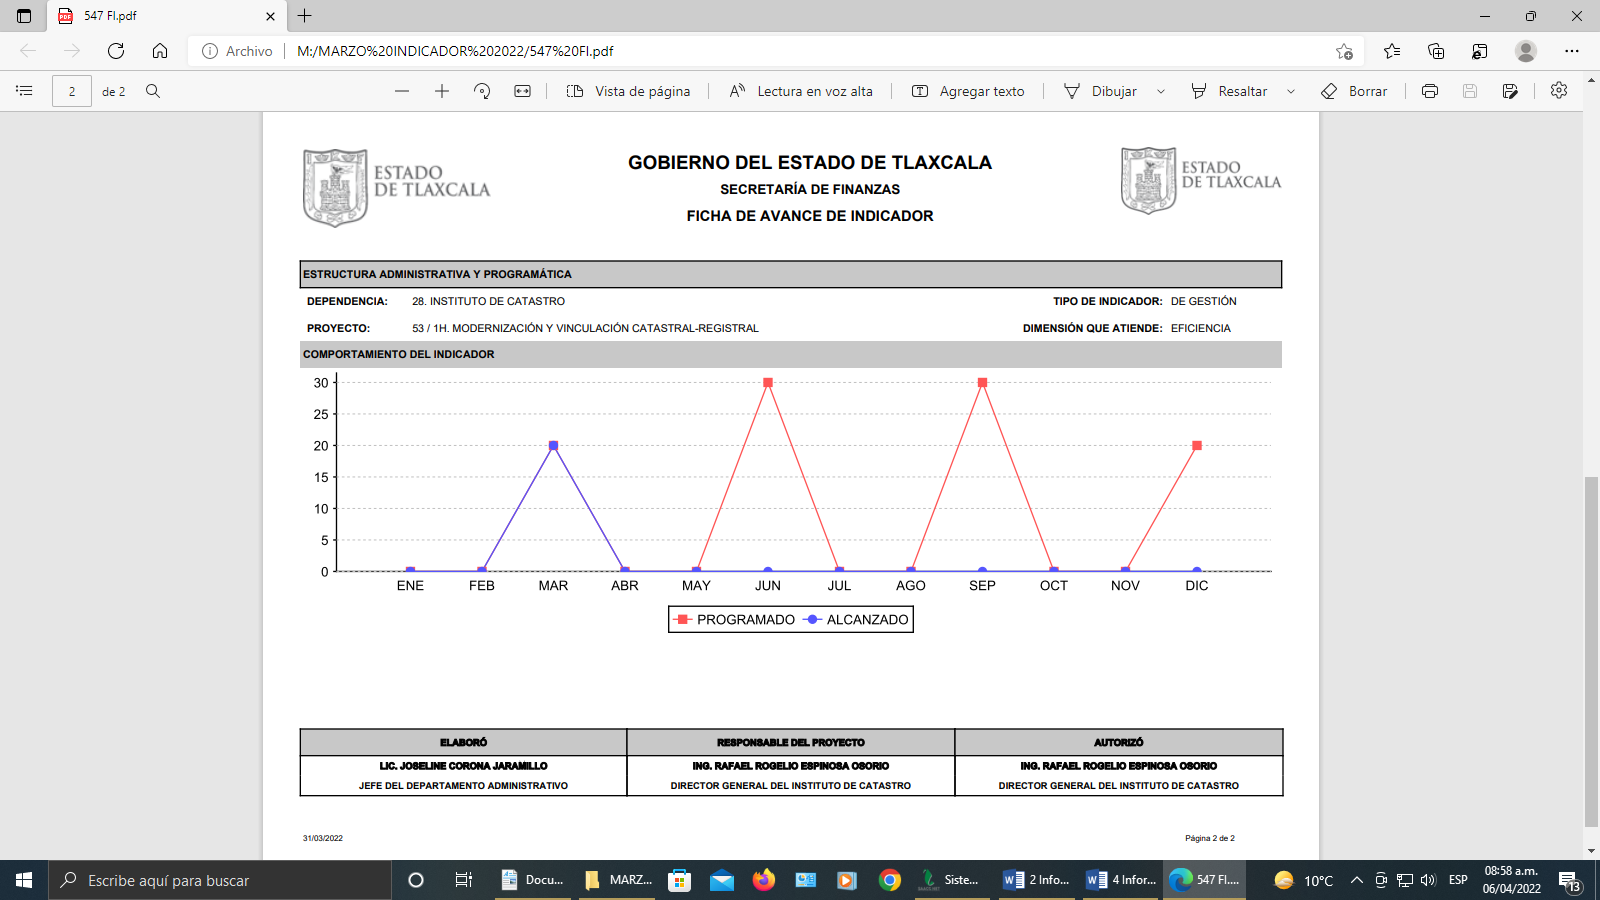 547 FI.pdf
Archivo
M:/MARZO%20INDICADOR%202022/547%20FI.pdf
2 de 2
Vista de página
Lectura en voz alta
Agregar texto
Dibujar
Resaltar
Borrar
ESTADO DE TLAXCALA
GOBIERNO DEL ESTADO DE TLAXCALA
SECRETARÍA DE FINANZAS
FICHA DE AVANCE DE INDICADOR
ESTADO DE TLAXCALA
ESTRUCTURA ADMINISTRATIVA Y PROGRAMÁTICA
DEPENDENCIA: 28. INSTITUTO DE CATASTRO TIPO DE INDICADOR: DE GESTIÓN
PROYECTO: 53 / 1H. MODERNIZACIÓN Y VINCULACIÓN CATASTRAL-REGISTRAL DIMENSIÓN QUE ATIENDE: EFICIENCIA
COMPORTAMIENTO DEL INDICADOR
30
25
20
15
10
5
0
ENE FEB MAR ABR MAY JUN JUL AGO SEP OCT NOV DIC
PROGRAMADO ALCANZADO
ELABORÓ RESPONSABLE DEL PROYECTO AUTORIZÓ
LIC. JOSELINE CORONA JARAMILLO ING. RAFAEL ROGELIO ESPINOSA OSORIO ING. RAFAEL ROGELIO ESPINOSA OSORIO
JEFE DEL DEPARTAMENTO ADMINISTRATIVO DIRECTOR GENERAL DEL INSTITUTO DE CATASTRO DIRECTOR GENERAL DEL INSTITUTO DE CATASTRO
31/03/2022 Página 2 de 2
Escribe aquí para buscar
Docu...
MARZ...
Siste...
2 Info...
4 Infor...
547 FI....
10°C
ESP
08:58 a.m.
06/04/2022
13